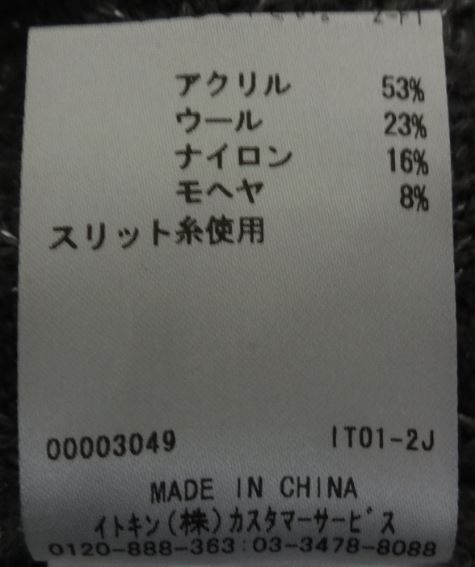 アクリル 53%
ウール 23%
ナイロン 16%
モヘヤ 8%
スリット糸使用
00003049 IT01-2J
MADE IN CHINA
イトキン(株)カスタマーサービス
0120-888-363:03-3478-8088